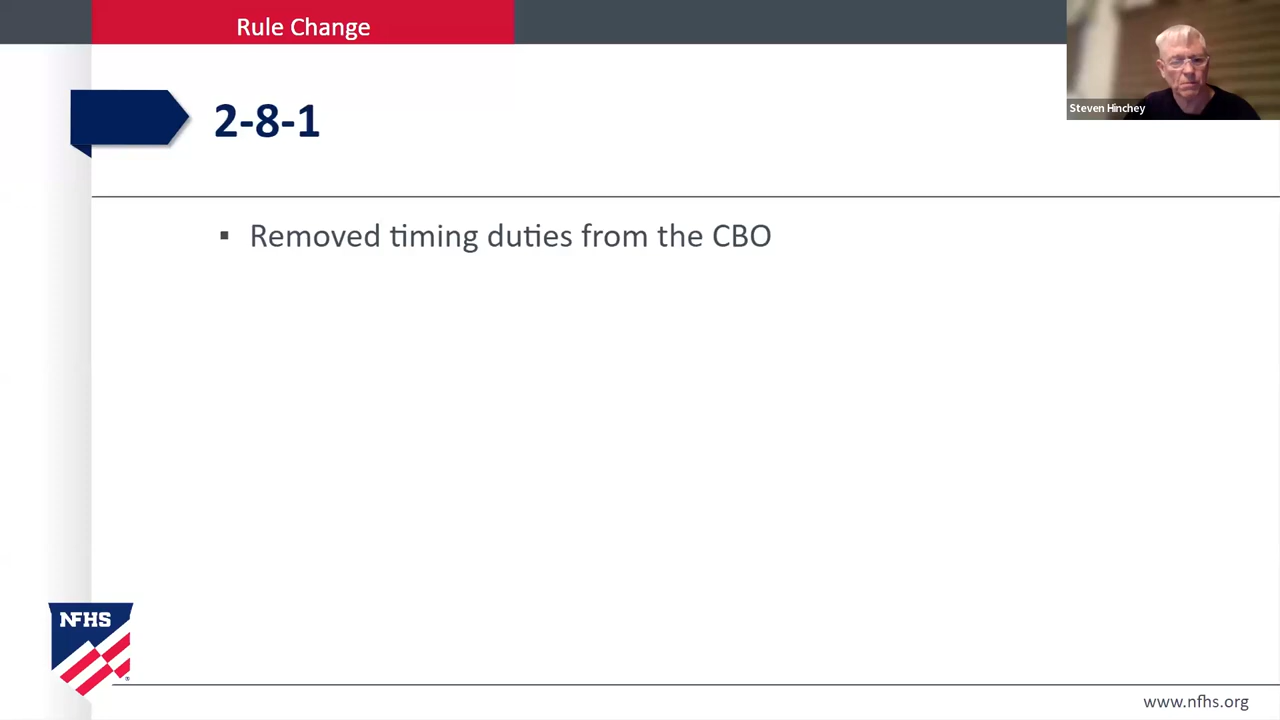 Rule Change
Steven Hinchey
2-8-1
▪ Removed timing duties from the CBO
NFHS
®
www.nfhs.org